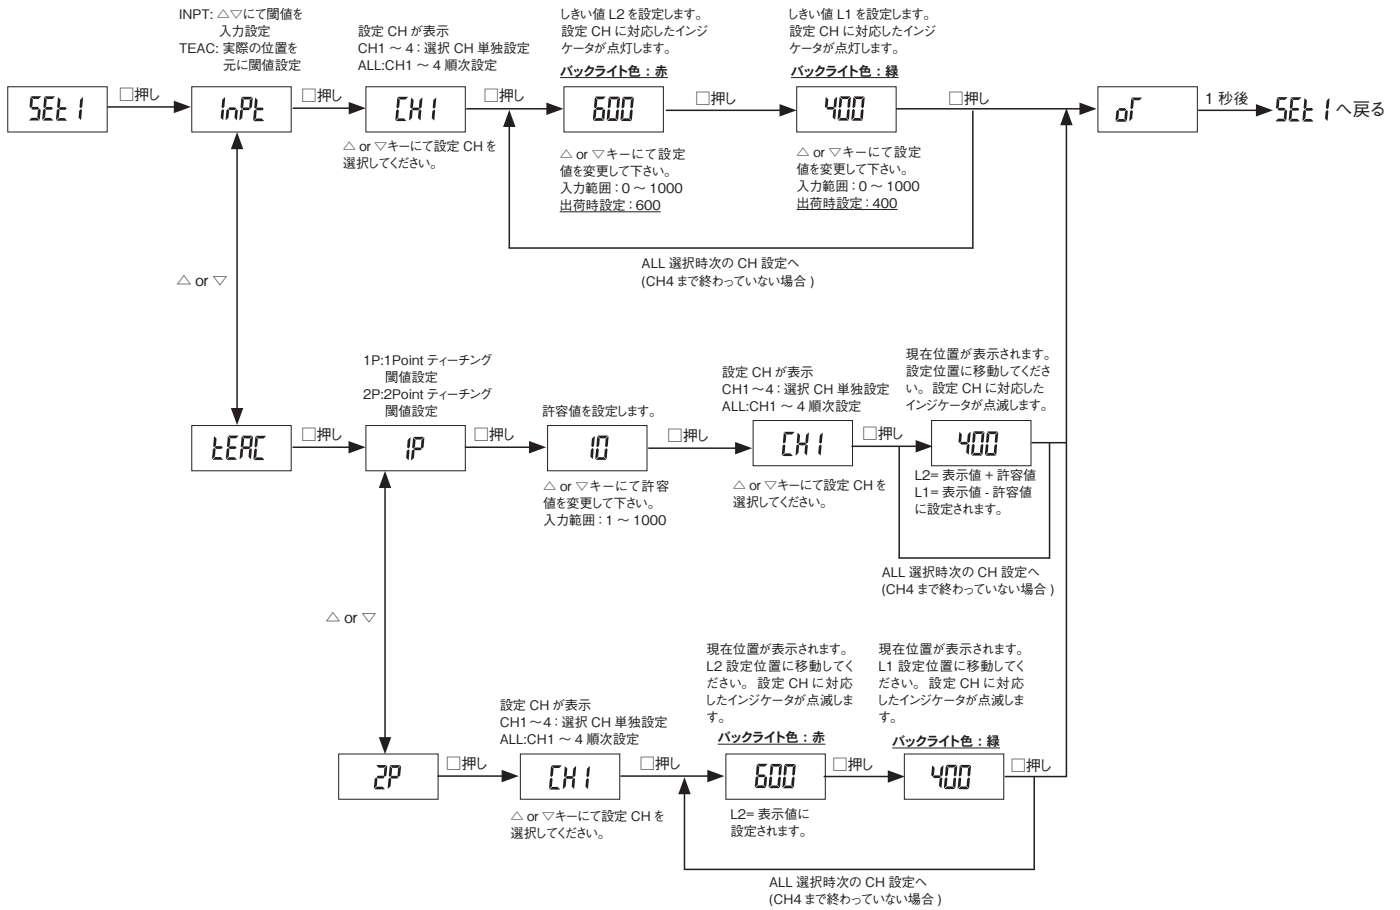 INPT: △▽にて閾値を
入力設定
TEAC: 実際の位置を
元に閾値設定
設定 CH が表示
CH1 ~ 4 : 選択 CH 単独設定
ALL:CH1 ~ 4 順次設定
しきい値 L2 を設定します。
設定 CH に対応したインジ
ケータが点灯します。
バックライト色 : 赤
しきい値 L1 を設定します。
設定 CH に対応したインジ
ケータが点灯します。
バックライト色 : 緑
SEt 1
□押し
InPt
□押し
CH1
□押し
600
□押し
400
□押し
1 秒後
SEt 1 へ戻る
△ or ▽キーにて設定 CH を
選択してください。
△ or ▽キーにて設定
値を変更して下さい。
入力範囲 : 0 ~ 1000
出荷時設定 : 600
△ or ▽キーにて設定
値を変更して下さい。
入力範囲 : 0 ~ 1000
出荷時設定 : 400
ALL 選択時次の CH 設定へ
(CH4 まで終わっていない場合 )
△ or ▽
1P:1Point ティーチング
閾値設定
2P:2Point ティーチング
閾値設定
許容値を設定します。
設定 CH が表示
CH1~4 : 選択 CH 単独設定
ALL:CH1 ~ 4 順次設定
現在位置が表示されます。
設定位置に移動してくださ
い。設定 CH に対応した
インジケータが点滅します。
tEAC
□押し
1P
□押し
10
□押し
CH1
□押し
400
△ or ▽キーにて許容
値を変更して下さい。
入力範囲 : 1 ~ 1000
△ or ▽キーにて設定 CH を
選択してください。
L2= 表示値 + 許容値
L1= 表示値 - 許容値
に設定されます。
ALL 選択時次の CH 設定へ
(CH4 まで終わっていない場合 )
△ or ▽
設定 CH が表示
CH1~4 : 選択 CH 単独設定
ALL:CH1 ~ 4 順次設定
現在位置が表示されます。
L2 設定位置に移動してく
ださい。設定 CH に対応
したインジケータが点滅しま
す。
バックライト色 : 赤
現在位置が表示されます。
L1 設定位置に移動してく
ださい。設定 CH に対応
したインジケータが点滅しま
す。
バックライト色 : 緑
2P
□押し
CH1
□押し
600
□押し
400
□押し
△ or ▽キーにて設定 CH を
選択してください。
L2= 表示値に
設定されます。
ALL 選択時次の CH 設定へ
(CH4 まで終わっていない場合 )